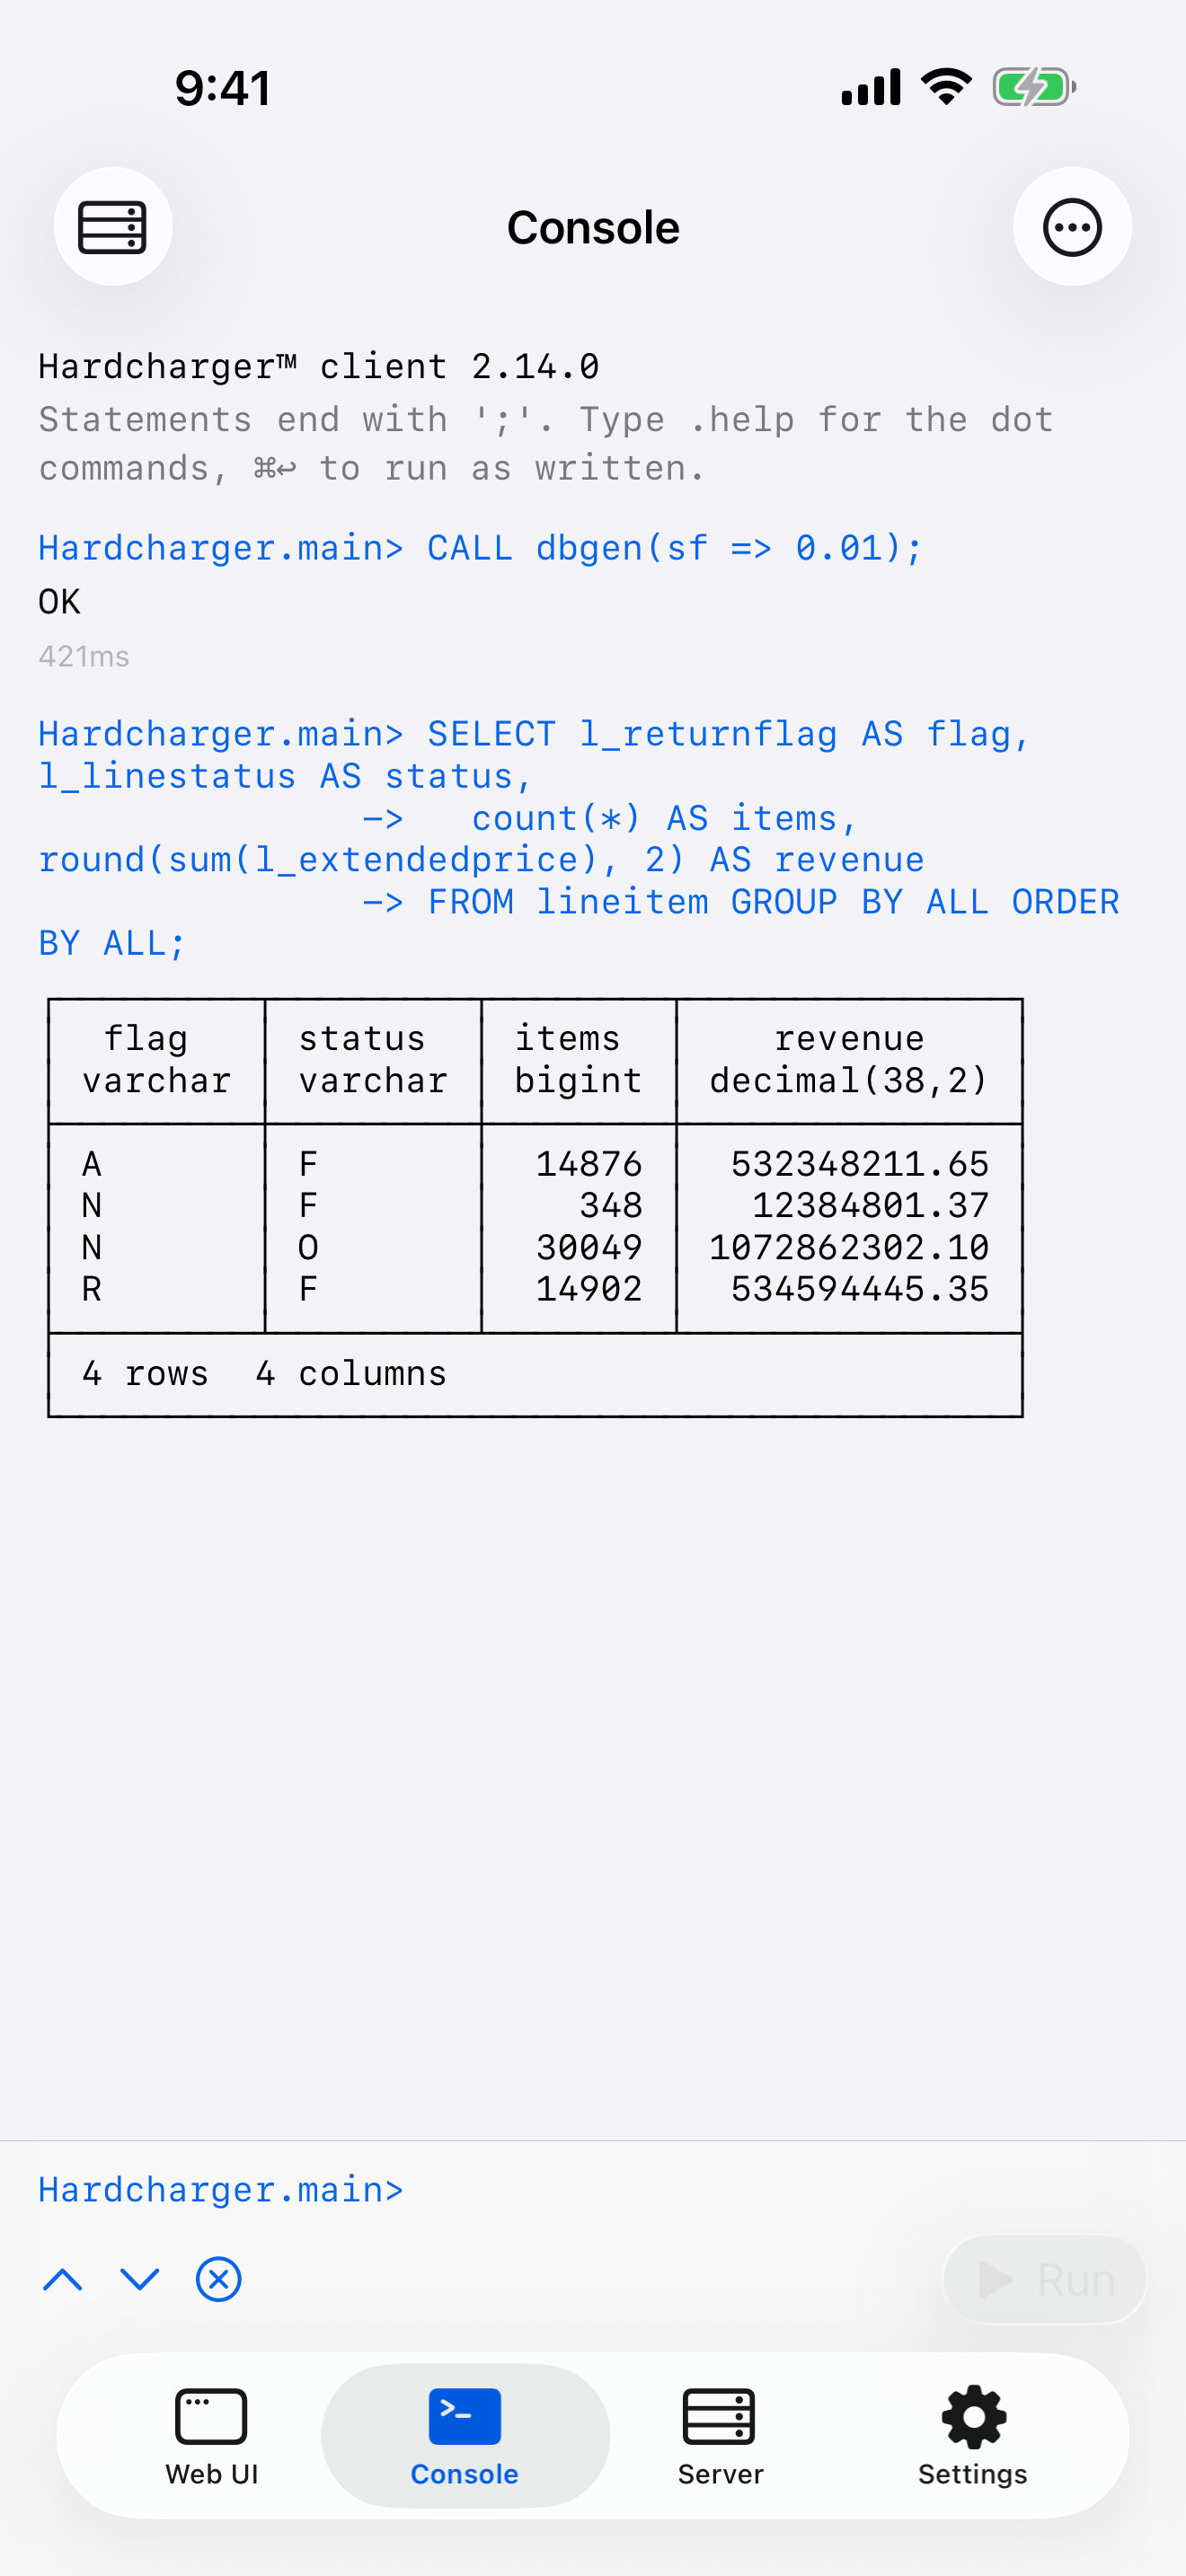 9:41
Console
Hardcharger™ client 2.14.0
Statements end with ';'. Type .help for the dot
commands, ⌘↩ to run as written.
Hardcharger.main> CALL dbgen(sf => 0.01);
OK
421ms
Hardcharger.main> SELECT l_returnflag AS flag,
l_linestatus AS status,
–>   count(*) AS items,
round(sum(l_extendedprice), 2) AS revenue
–> FROM lineitem GROUP BY ALL ORDER
BY ALL;
flag status items revenue
varchar varchar bigint decimal(38,2)
A F 14876 532348211.65
N F 348 12384801.37
N O 30049 1072862302.10
R F 14902 534594445.35
4 rows  4 columns
Hardcharger.main>
Run
Web UI Console Server Settings